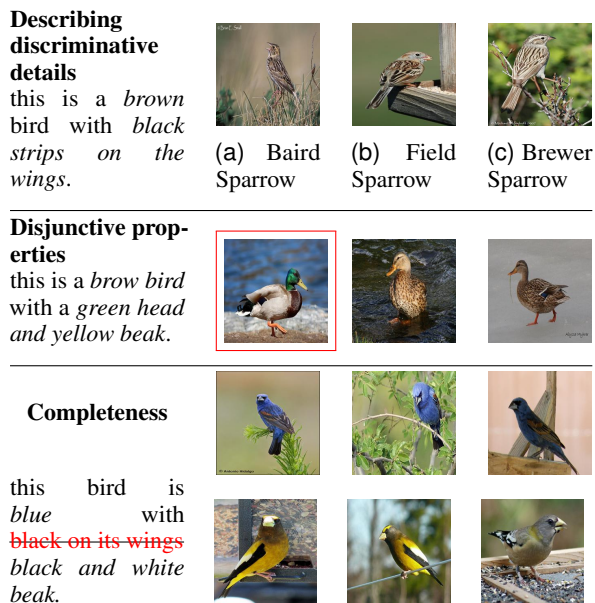 Describing
discriminative
details
this is a brown
bird with black
strips on the
wings.
(a) Baird
Sparrow
(b) Field
Sparrow
(c) Brewer
Sparrow
Disjunctive prop-
erties
this is a brow bird
with a green head
and yellow beak.
Completeness
this bird is
blue with
black on its wings
black and white
beak.